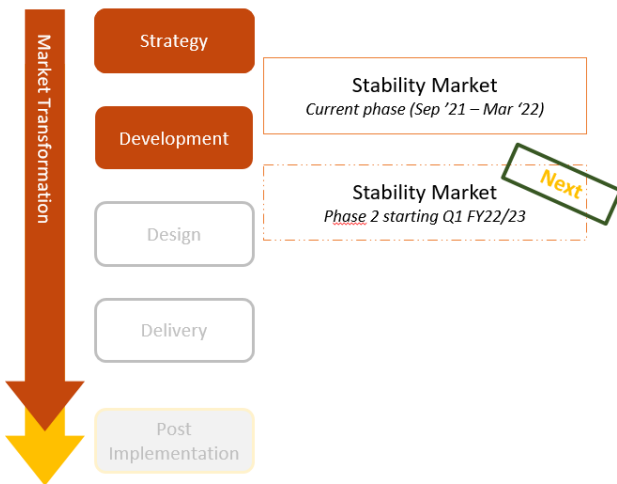 Market Transformation
Strategy
Stability Market
Current phase (Sep ’21 – Mar ‘22)
Development
Next
Stability Market
Phase 2 starting Q1 FY22/23
Design
Delivery
Post
Implementation